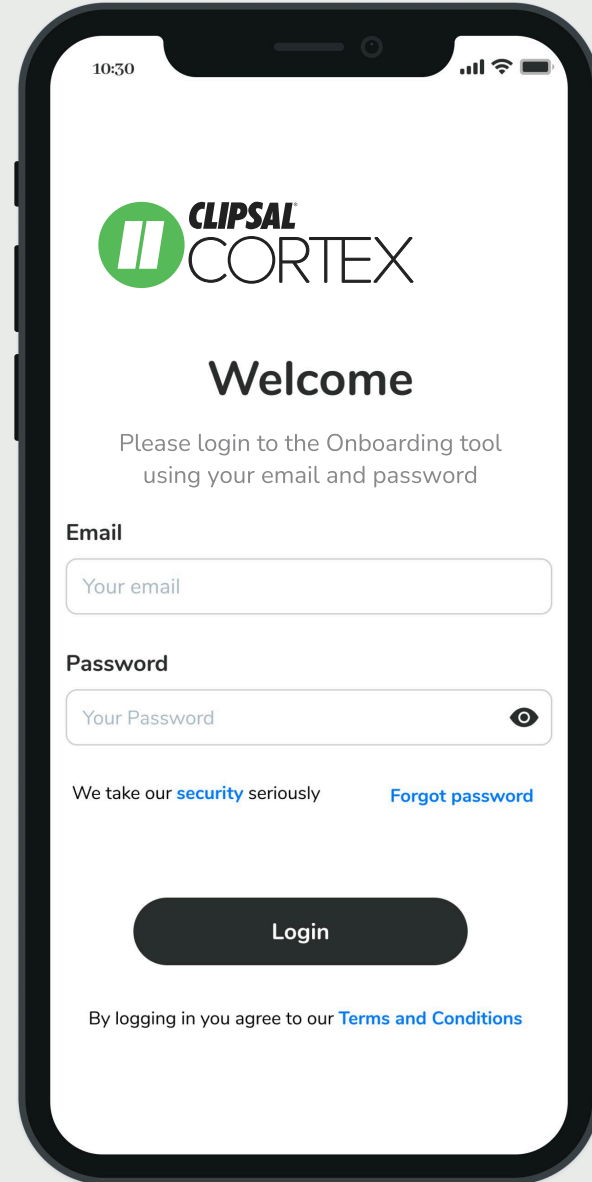 10:30
CLIPSAL
CORTEX
Welcome
Please login to the Onboarding tool
using your email and password
Email
Your email
Password
Your Password
We take our security seriously
Forgot password
Login
By logging in you agree to our Terms and Conditions